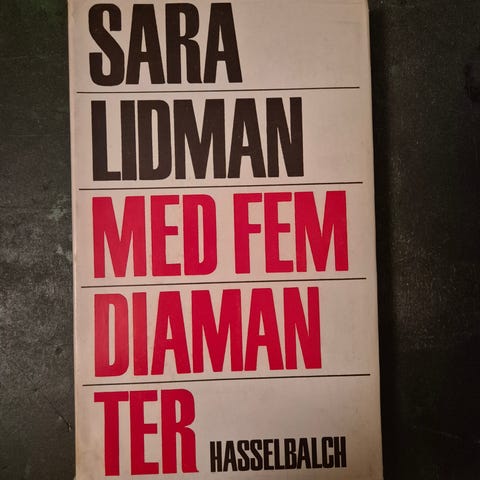 SARA
LIDMAN
MED FEM
DIAMAN
TER HASSELBALCH